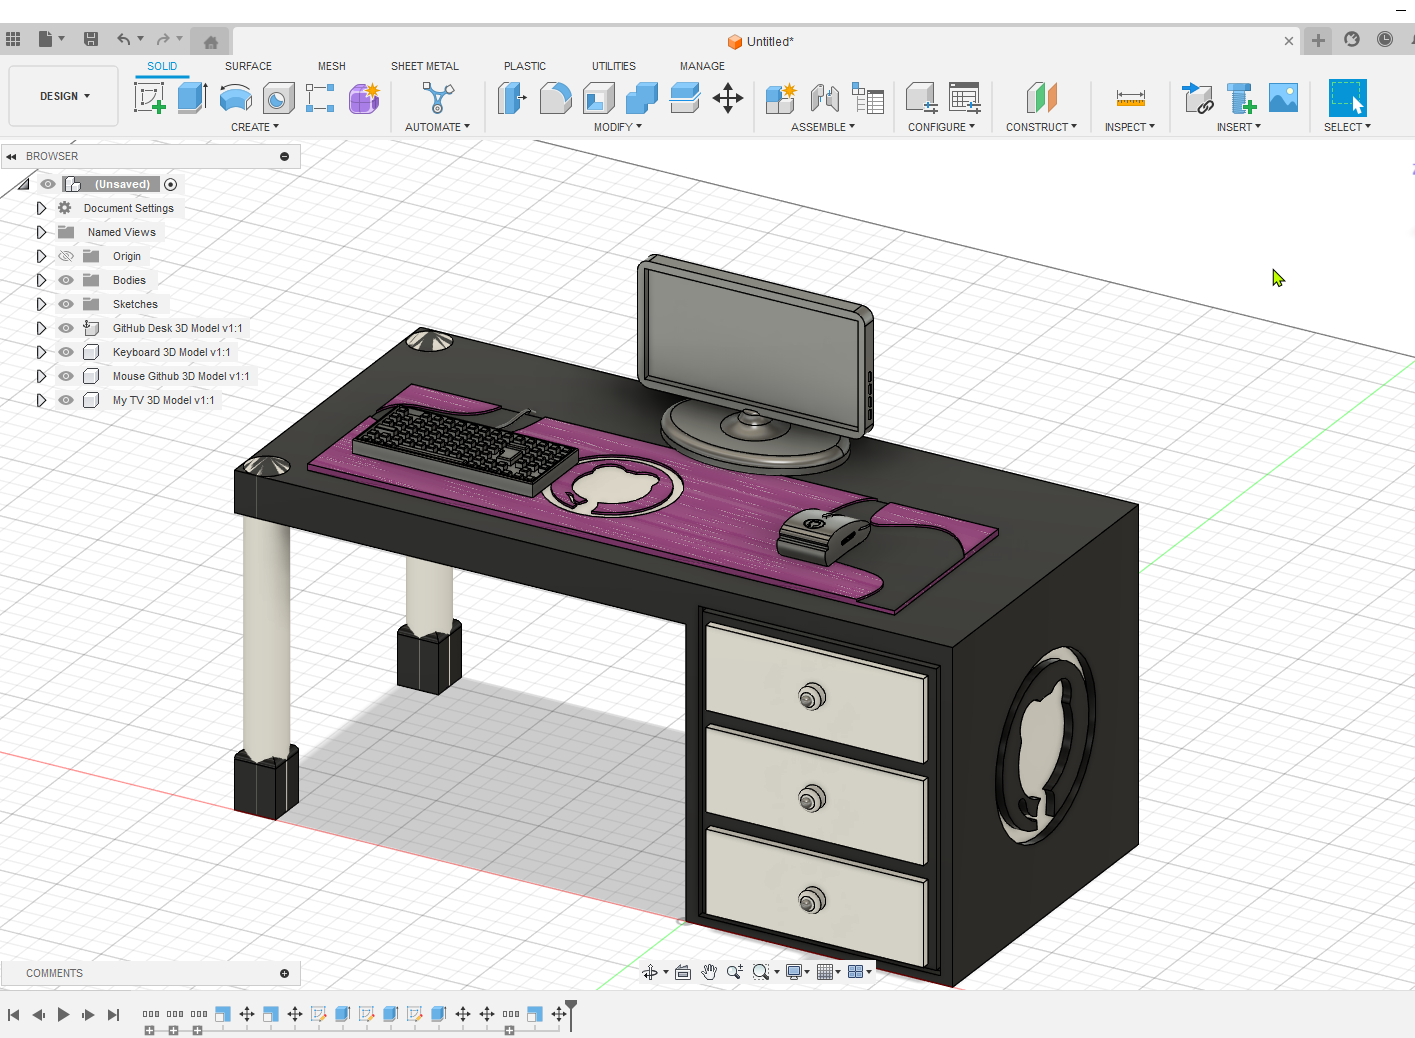 Untitled*
DESIGN
SOLID SURFACE MESH SHEET METAL PLASTIC UTILITIES MANAGE
CREATE AUTOMATE MODIFY ASSEMBLE CONFIGURE CONSTRUCT INSPECT INSERT SELECT
BROWSER
(Unsaved)
Document Settings
Named Views
Origin
Bodies
Sketches
GitHub Desk 3D Model v1:1
Keyboard 3D Model v1:1
Mouse Github 3D Model v1:1
My TV 3D Model v1:1
COMMENTS